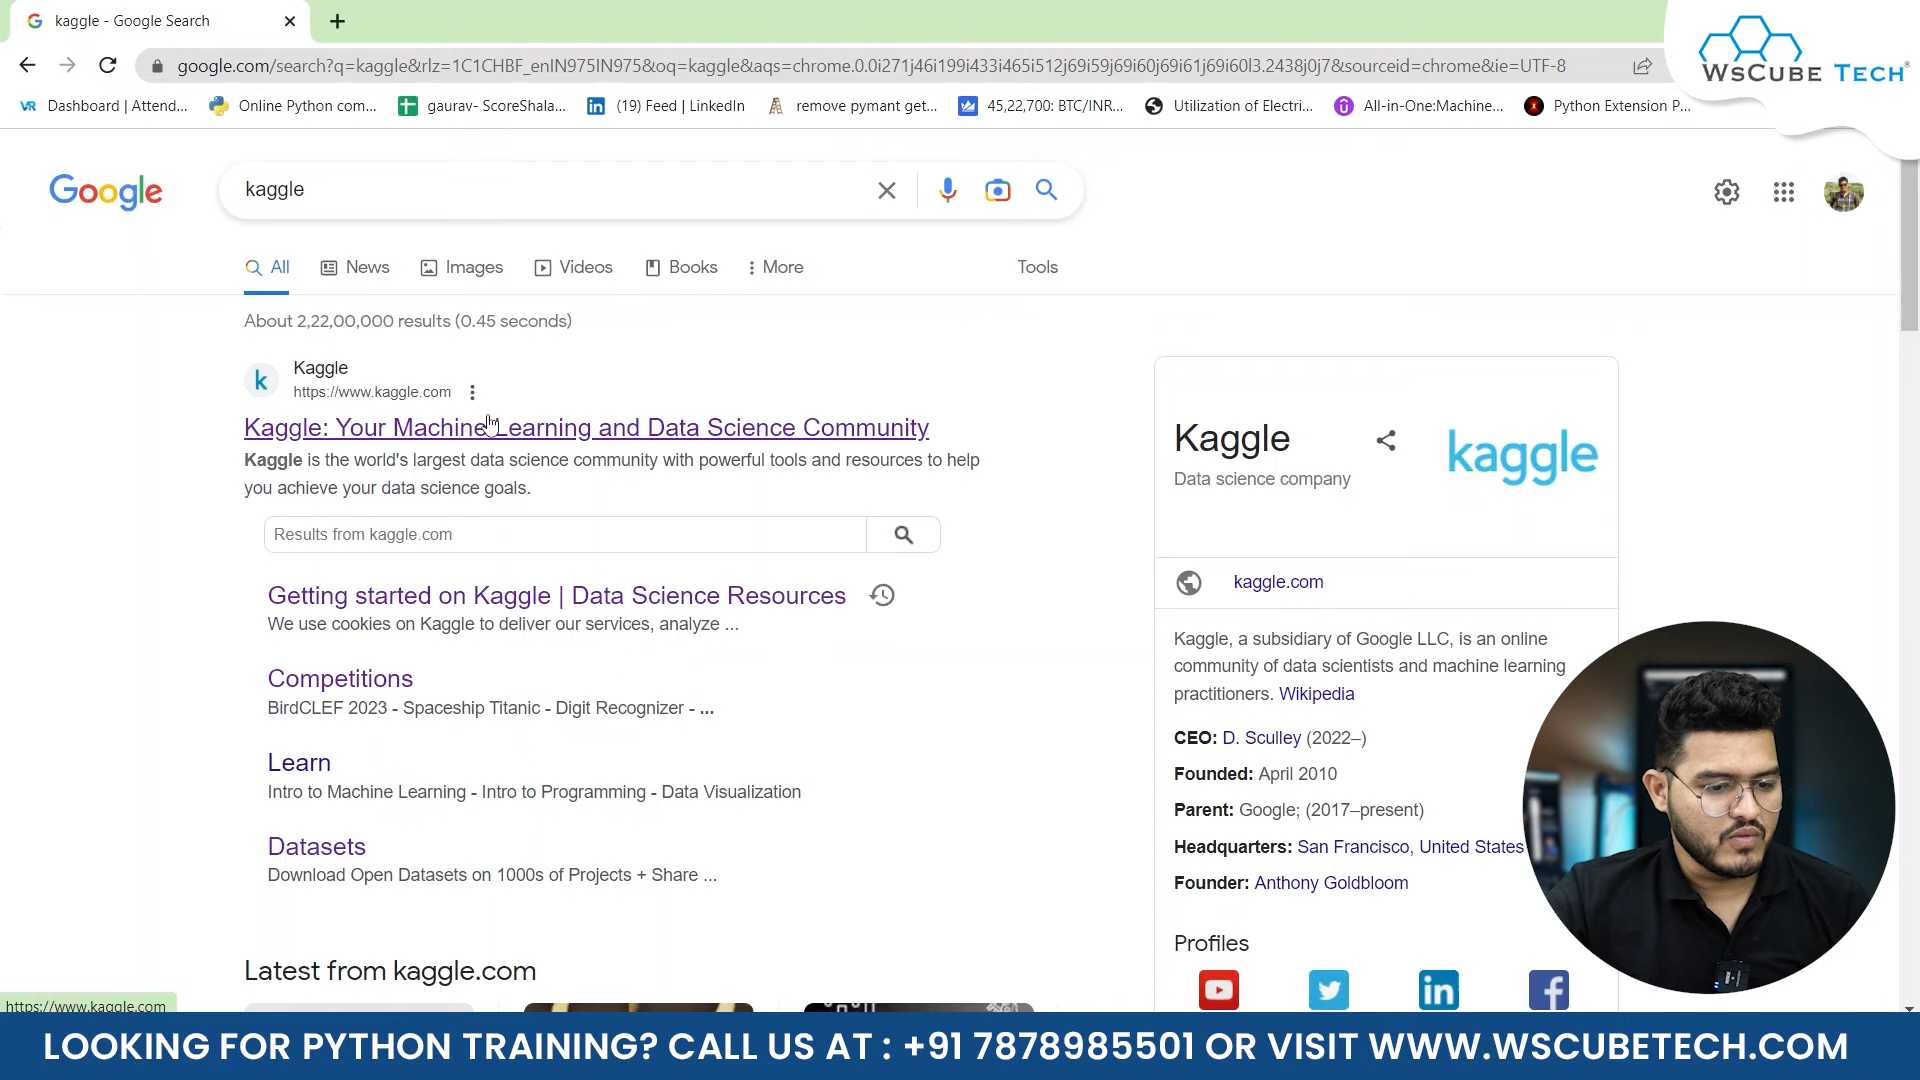 kaggle - Google Search
google.com/search?q=kaggle&rlz=1C1CHBF_enIN975IN975&oq=kaggle&aqs=chrome.0.0i271j46i199i433i465i512j69i59j69i60j69i61j69i60l3.2438j0j7&sourceid=chrome&ie=UTF-8
WsCube Tech
Dashboard | Attend... Online Python com... gaurav- ScoreShala... (19) Feed | LinkedIn remove pymant get... 45,22,700: BTC/INR... Utilization of Electri... All-in-One:Machine... Python Extension P...
Google kaggle
All News Images Videos Books More Tools
About 2,22,00,000 results (0.45 seconds)
Kaggle
https://www.kaggle.com
Kaggle: Your Machine Learning and Data Science Community
Kaggle is the world's largest data science community with powerful tools and resources to help
you achieve your data science goals.
Results from kaggle.com
Getting started on Kaggle | Data Science Resources
We use cookies on Kaggle to deliver our services, analyze ...
Competitions
BirdCLEF 2023 - Spaceship Titanic - Digit Recognizer - ...
Learn
Intro to Machine Learning - Intro to Programming - Data Visualization
Datasets
Download Open Datasets on 1000s of Projects + Share ...
Latest from kaggle.com
Kaggle
Data science company
kaggle
kaggle.com
Kaggle, a subsidiary of Google LLC, is an online
community of data scientists and machine learning
practitioners. Wikipedia
CEO: D. Sculley (2022–)
Founded: April 2010
Parent: Google; (2017–present)
Headquarters: San Francisco, United States
Founder: Anthony Goldbloom
Profiles
https://www.kaggle.com
LOOKING FOR PYTHON TRAINING? CALL US AT : +91 7878985501 OR VISIT WWW.WSCUBETECH.COM